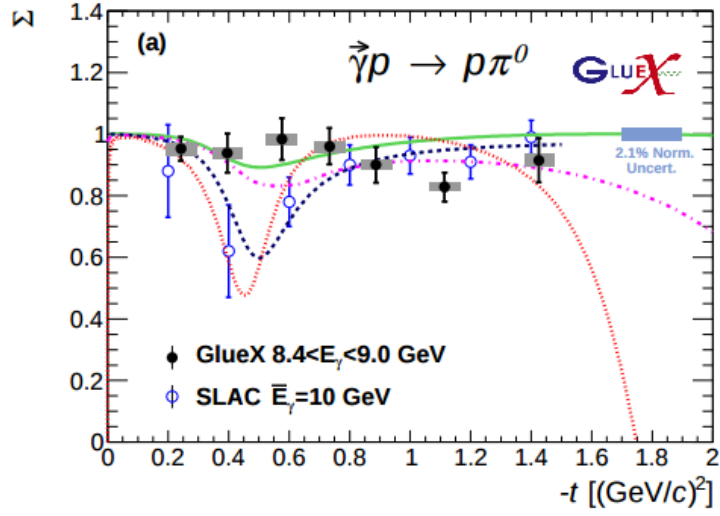 Σ
1.4
(a)
γ⃗p → pπ⁰
GLUEX
1.2
1
2.1% Norm.
Uncert.
0.8
0.6
0.4
GlueX 8.4<Eγ<9.0 GeV
0.2
SLAC E̅γ=10 GeV
0
0 0.2 0.4 0.6 0.8 1 1.2 1.4 1.6 1.8 2
-t [(GeV/c)²]